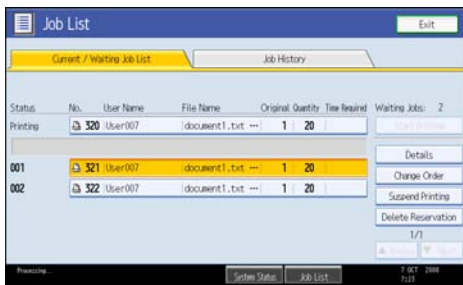 Job List
Exit
Current / Waiting Job List
Job History
Status No. User Name File Name Original Quantity Time Required Waiting Jobs: 2
Printing 320 User007 document1.txt ••• 1 20
Details
001 321 User007 document1.txt ••• 1 20
Change Order
002 322 User007 document1.txt ••• 1 20
Suspend Printing
Delete Reservation
1/1
Processing...
System Status
Job List
7 OCT 2008